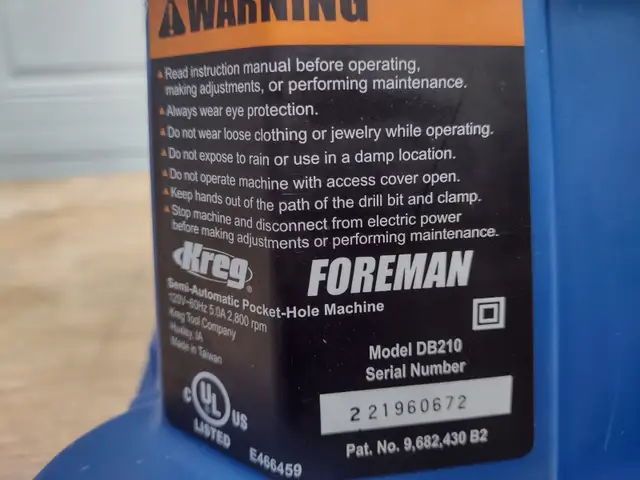 WARNING
Read instruction manual before operating,
making adjustments, or performing maintenance.
Always wear eye protection.
Do not wear loose clothing or jewelry while operating.
Do not expose to rain or use in a damp location.
Do not operate machine with access cover open.
Keep hands out of the path of the drill bit and clamp.
Stop machine and disconnect from electric power
before making adjustments or performing maintenance.
Kreg® FOREMAN
Semi-Automatic Pocket-Hole Machine
120V~60Hz 5.0A 2,800 rpm
Kreg Tool Company
Huxley, IA
Made in Taiwan
Model DB210
Serial Number
221960672
Pat. No. 9,682,430 B2
C UL US
LISTED
E466459